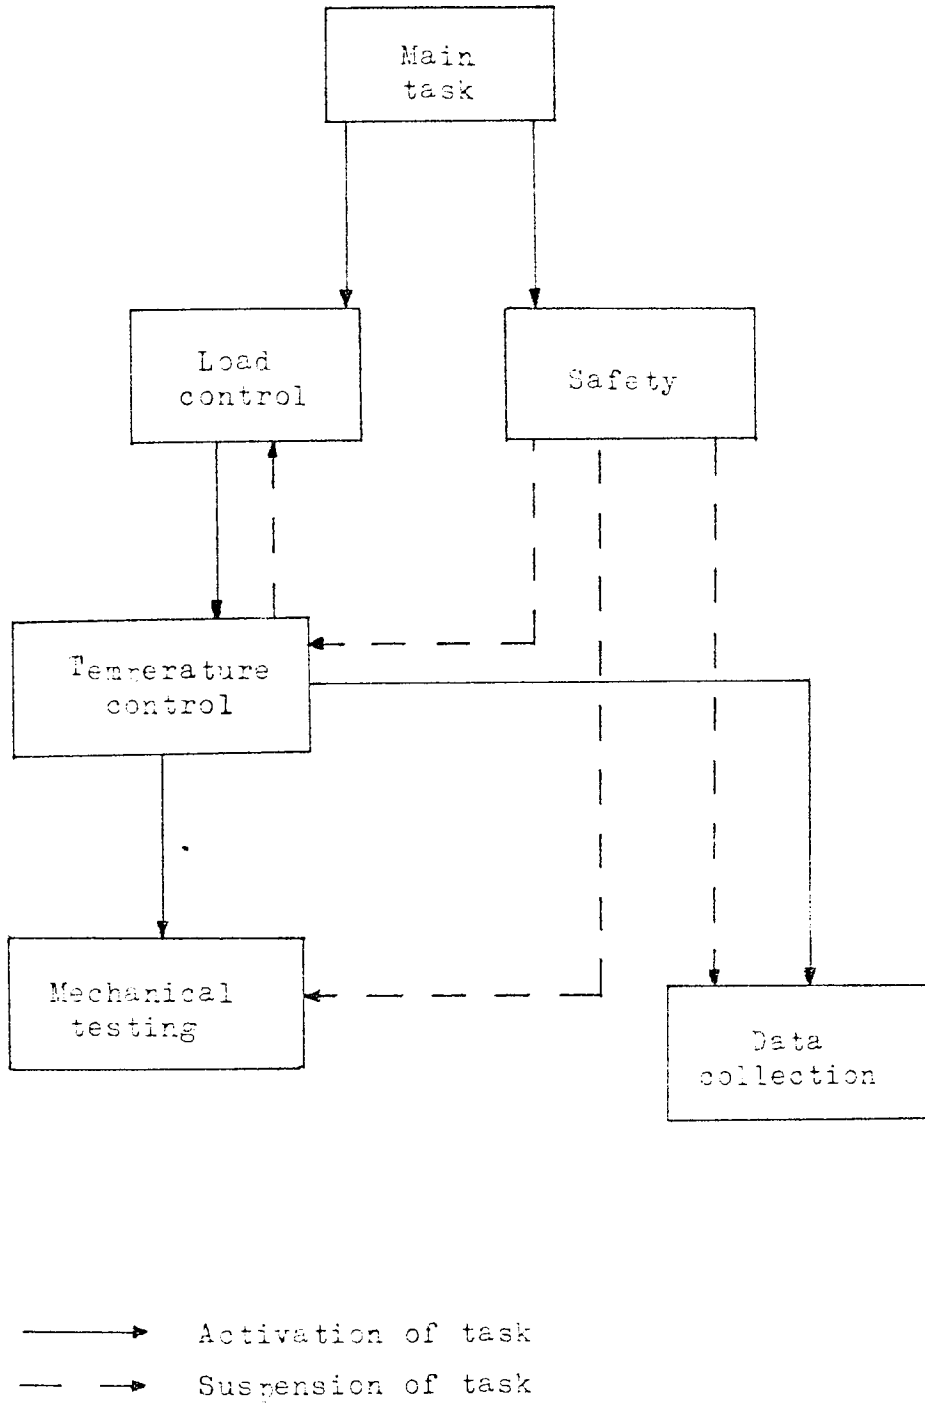 Main
task
Load
control
Safety
Temperature
control
Mechanical
testing
Data
collection
Activation of task
Suspension of task